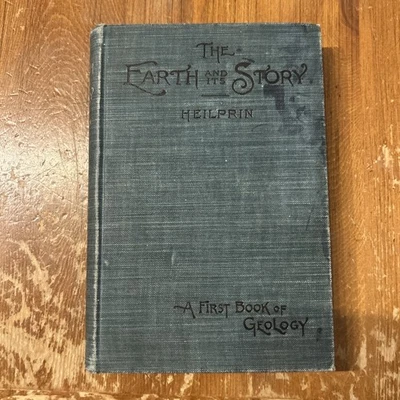 THE
EARTH AND ITS STORY
HEILPRIN
A FIRST BOOK OF
GEOLOGY